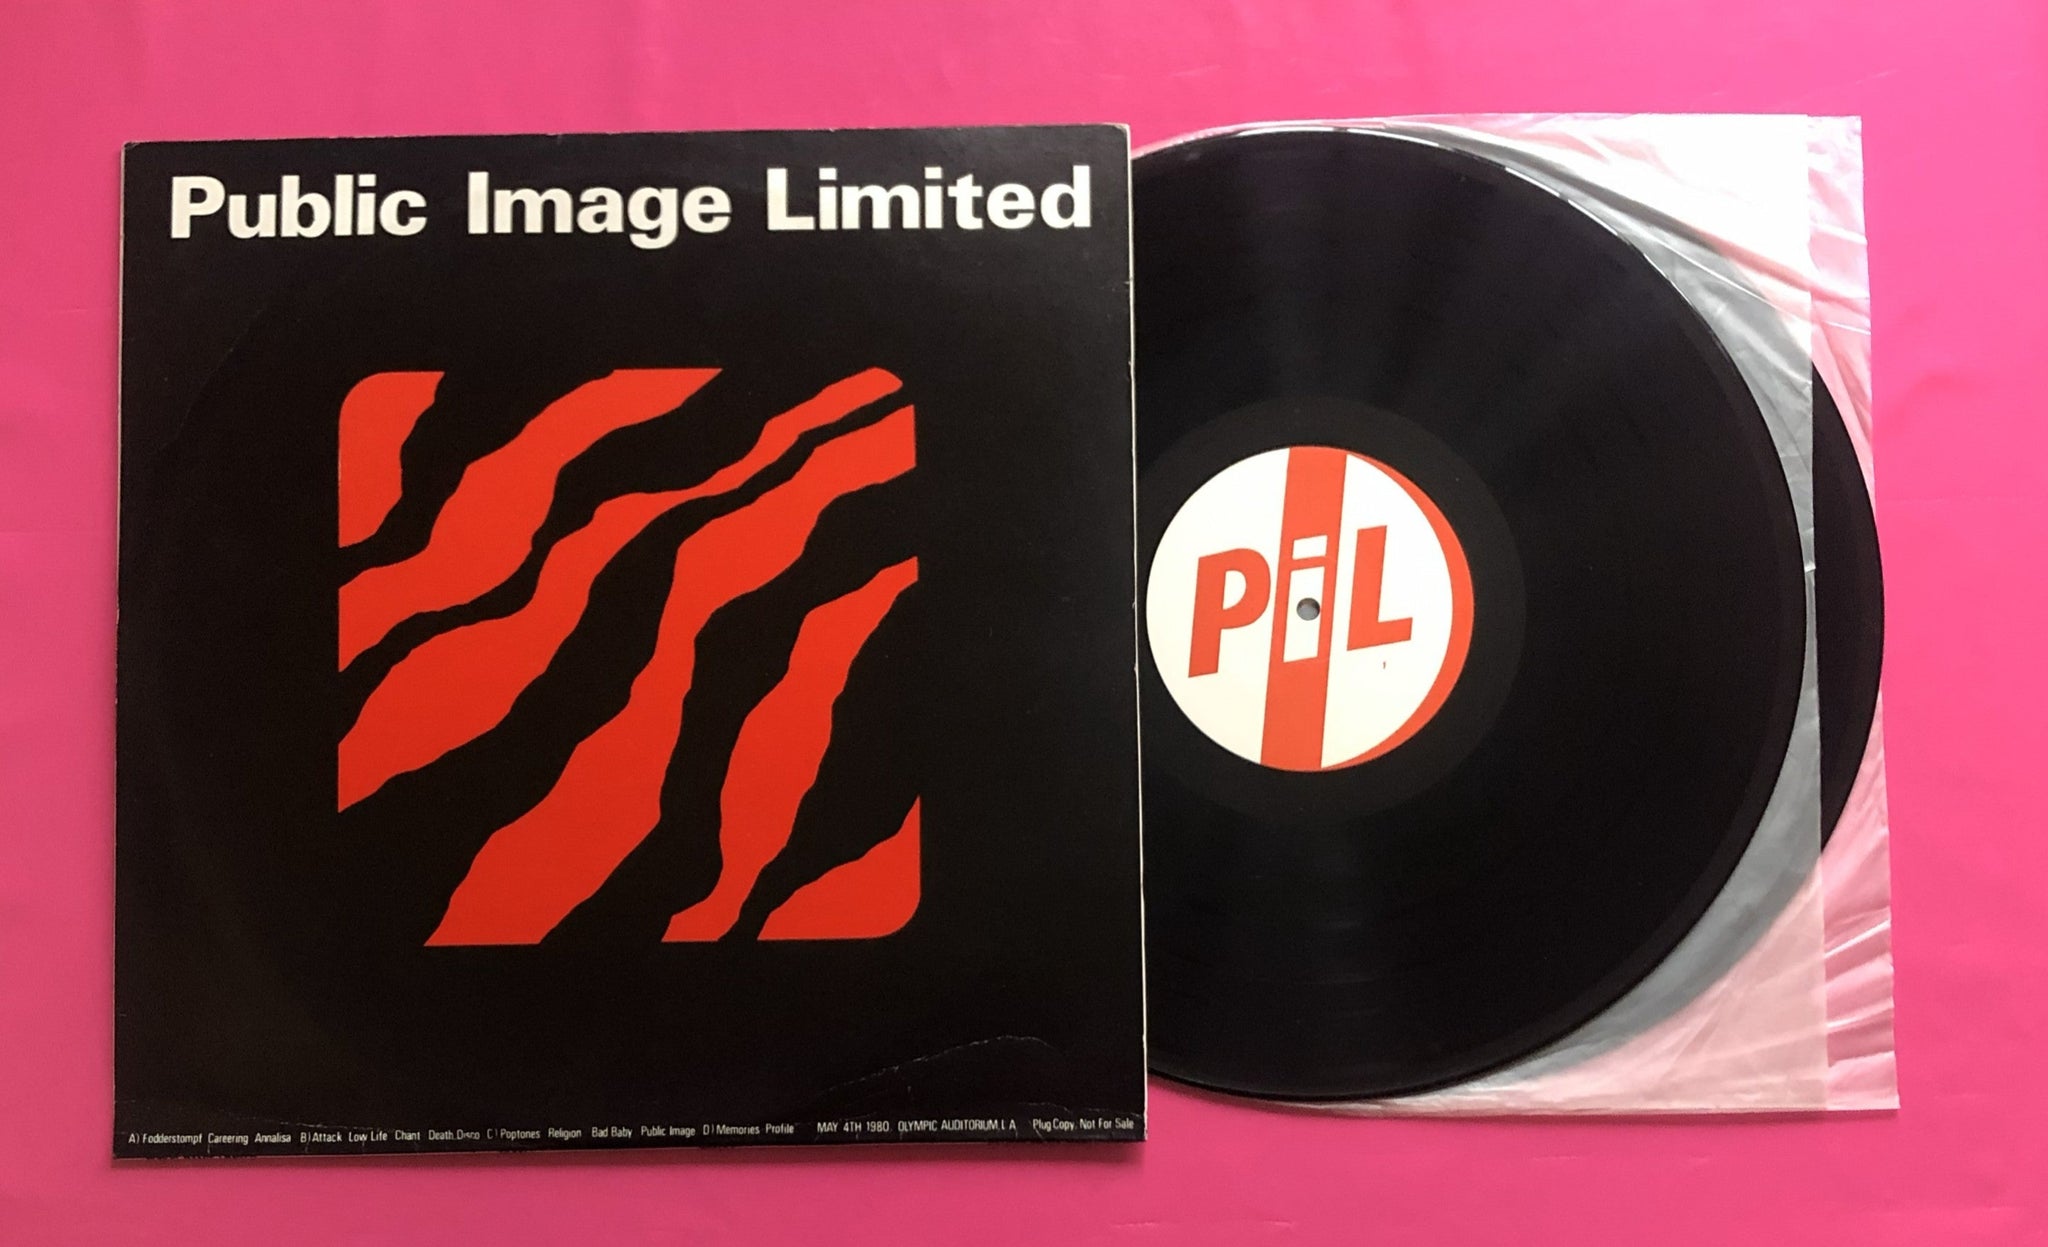 Public Image Limited
PiL
1
A) Fodderstompf Careering Annalisa B) Attack Low Life Chant Death.Disco C) Poptones Religion Bad Baby Public Image D) Memories Profile MAY 4TH 1980. OLYMPIC AUDITORIUM.L A Plug Copy. Not For Sale